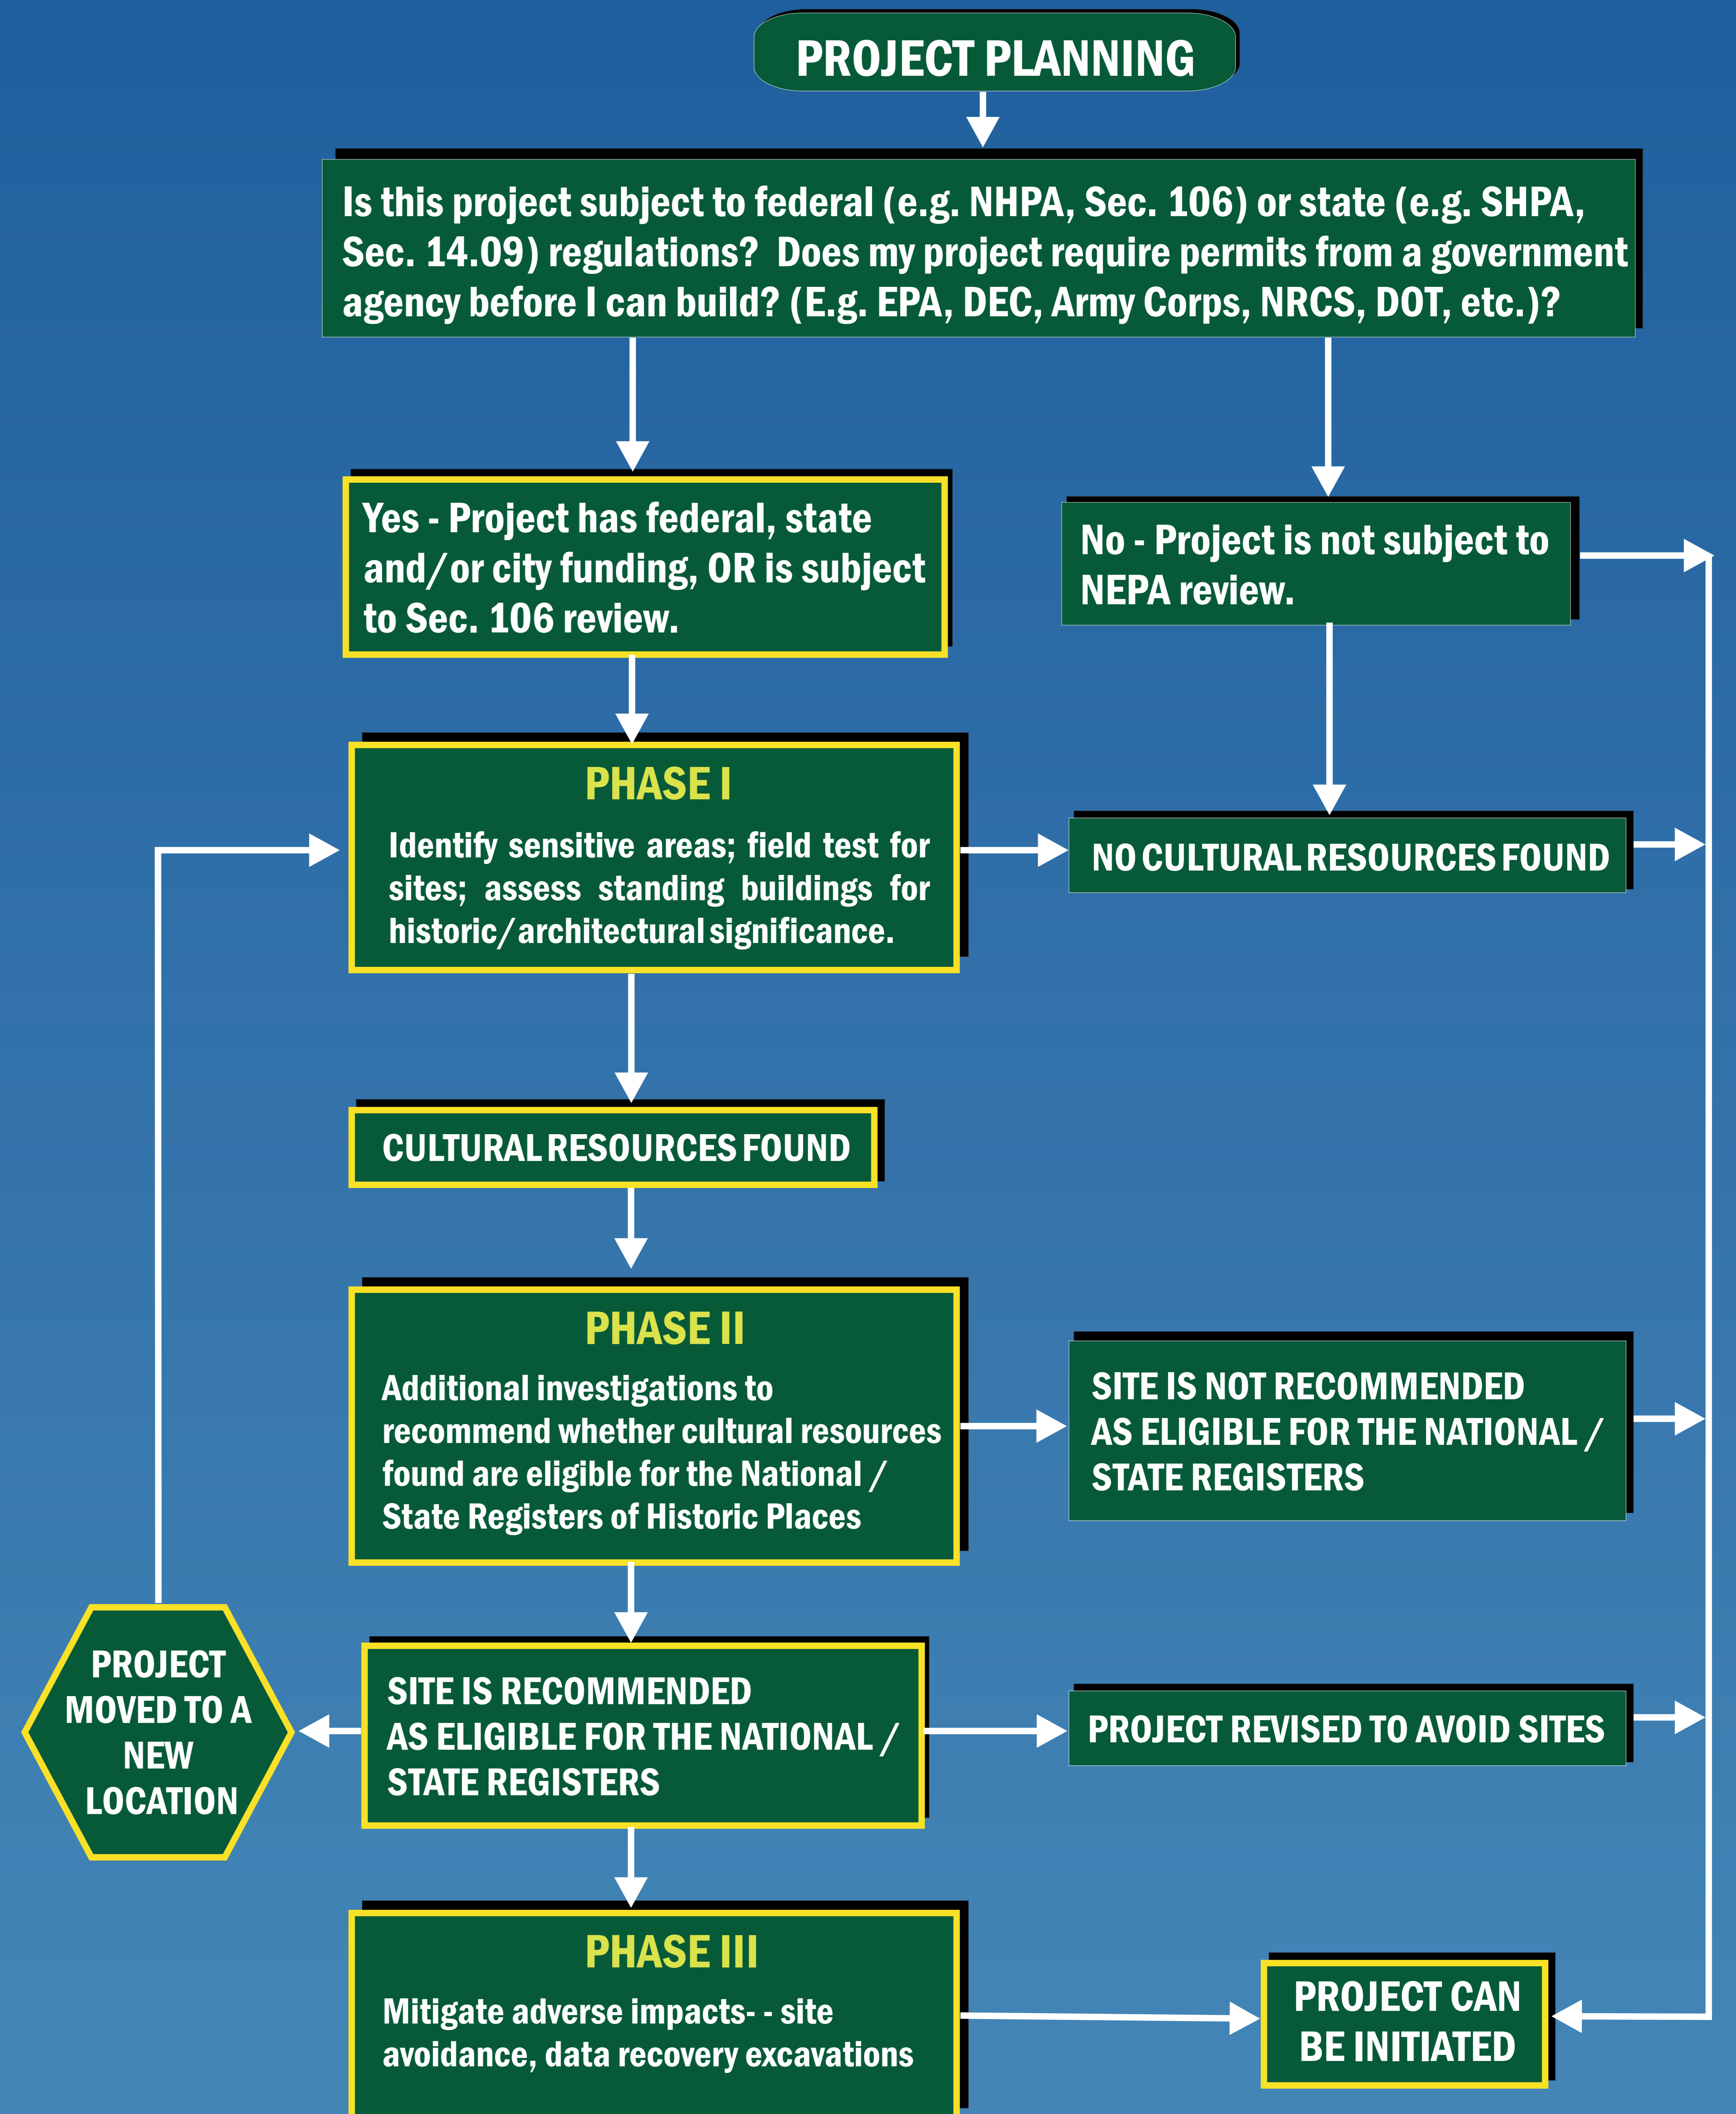 PROJECT PLANNING
Is this project subject to federal (e.g. NHPA, Sec. 106) or state (e.g. SHPA,
Sec. 14.09) regulations?  Does my project require permits from a government
agency before I can build? (E.g. EPA, DEC, Army Corps, NRCS, DOT, etc.)?
Yes - Project has federal, state
and/or city funding, OR is subject
to Sec. 106 review.
No - Project is not subject to
NEPA review.
PHASE I
Identify sensitive areas; field test for
sites; assess standing buildings for
historic/architectural significance.
NO CULTURAL RESOURCES FOUND
CULTURAL RESOURCES FOUND
PHASE II
Additional investigations to
recommend whether cultural resources
found are eligible for the National /
State Registers of Historic Places
SITE IS NOT RECOMMENDED
AS ELIGIBLE FOR THE NATIONAL /
STATE REGISTERS
PROJECT
MOVED TO A
NEW
LOCATION
SITE IS RECOMMENDED
AS ELIGIBLE FOR THE NATIONAL /
STATE REGISTERS
PROJECT REVISED TO AVOID SITES
PHASE III
Mitigate adverse impacts- - site
avoidance, data recovery excavations
PROJECT CAN
BE INITIATED